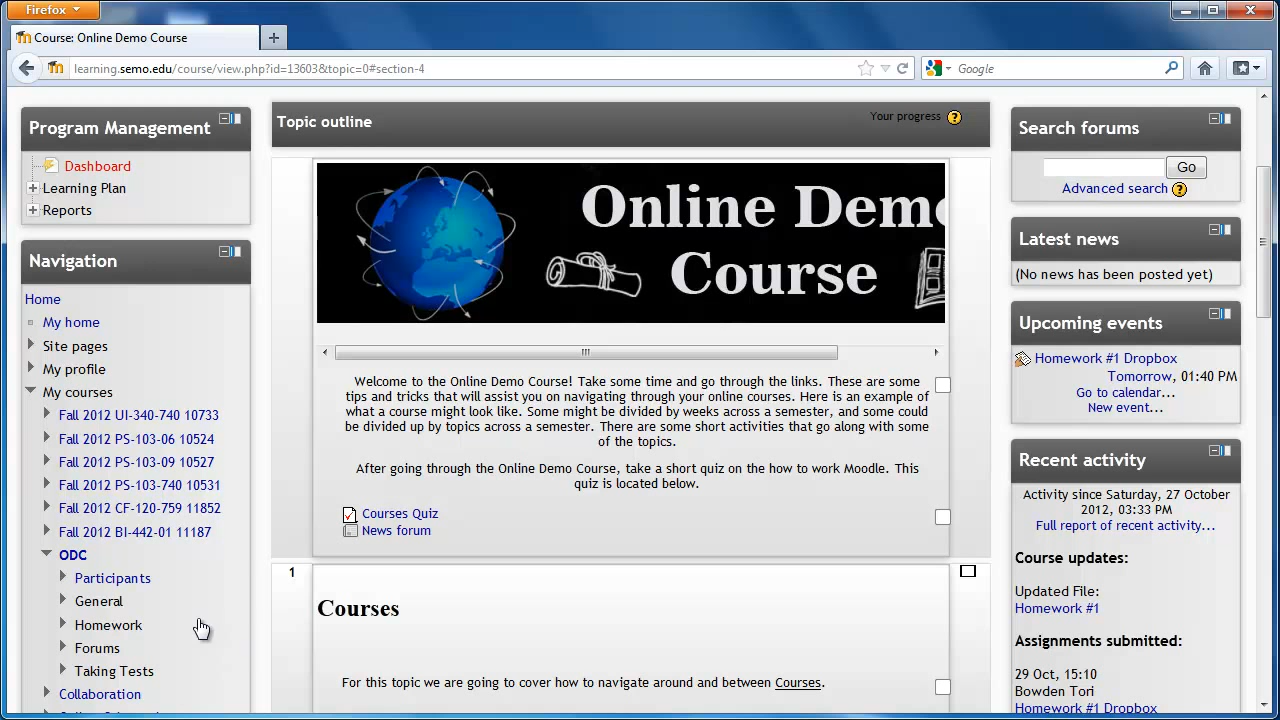 Firefox
Course: Online Demo Course
learning.semo.edu/course/view.php?id=13603&topic=0#section-4
Google
Program Management
Dashboard
Learning Plan
Reports
Navigation
Home
My home
Site pages
My profile
My courses
Fall 2012 UI-340-740 10733
Fall 2012 PS-103-06 10524
Fall 2012 PS-103-09 10527
Fall 2012 PS-103-740 10531
Fall 2012 CF-120-759 11852
Fall 2012 BI-442-01 11187
ODC
Participants
General
Homework
Forums
Taking Tests
Collaboration
Topic outline
Your progress
Online Demo
Course
Welcome to the Online Demo Course! Take some time and go through the links. These are some
tips and tricks that will assist you on navigating through your online courses. Here is an example of
what a course might look like. Some might be divided by weeks across a semester, and some could
be divided up by topics across a semester. There are some short activities that go along with some
of the topics.
After going through the Online Demo Course, take a short quiz on the how to work Moodle. This
quiz is located below.
Courses Quiz
News forum
1
Courses
For this topic we are going to cover how to navigate around and between Courses.
Search forums
Go
Advanced search
Latest news
(No news has been posted yet)
Upcoming events
Homework #1 Dropbox
Tomorrow, 01:40 PM
Go to calendar...
New event...
Recent activity
Activity since Saturday, 27 October
2012, 03:33 PM
Full report of recent activity...
Course updates:
Updated File:
Homework #1
Assignments submitted:
29 Oct, 15:10
Bowden Tori
Homework #1 Dropbox